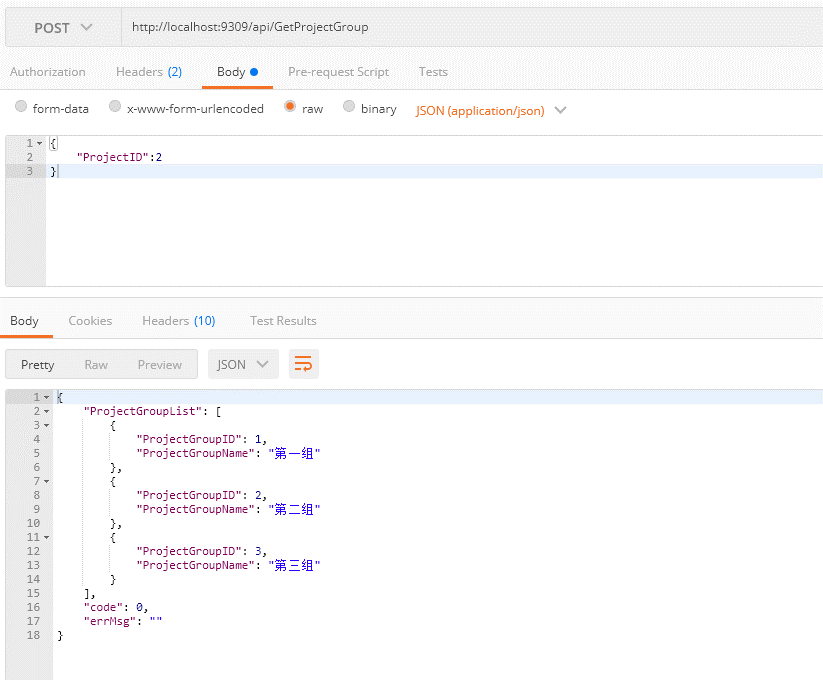 POST http://localhost:9309/api/GetProjectGroup
Authorization Headers (2) Body Pre-request Script Tests
form-data x-www-form-urlencoded raw binary JSON (application/json)
1 {
2 "ProjectID":2
3 }
Body Cookies Headers (10) Test Results
Pretty Raw Preview JSON
1 {
2 "ProjectGroupList": [
3 {
4 "ProjectGroupID": 1,
5 "ProjectGroupName": "第一组"
6 },
7 {
8 "ProjectGroupID": 2,
9 "ProjectGroupName": "第二组"
10 },
11 {
12 "ProjectGroupID": 3,
13 "ProjectGroupName": "第三组"
14 }
15 ],
16 "code": 0,
17 "errMsg": ""
18 }